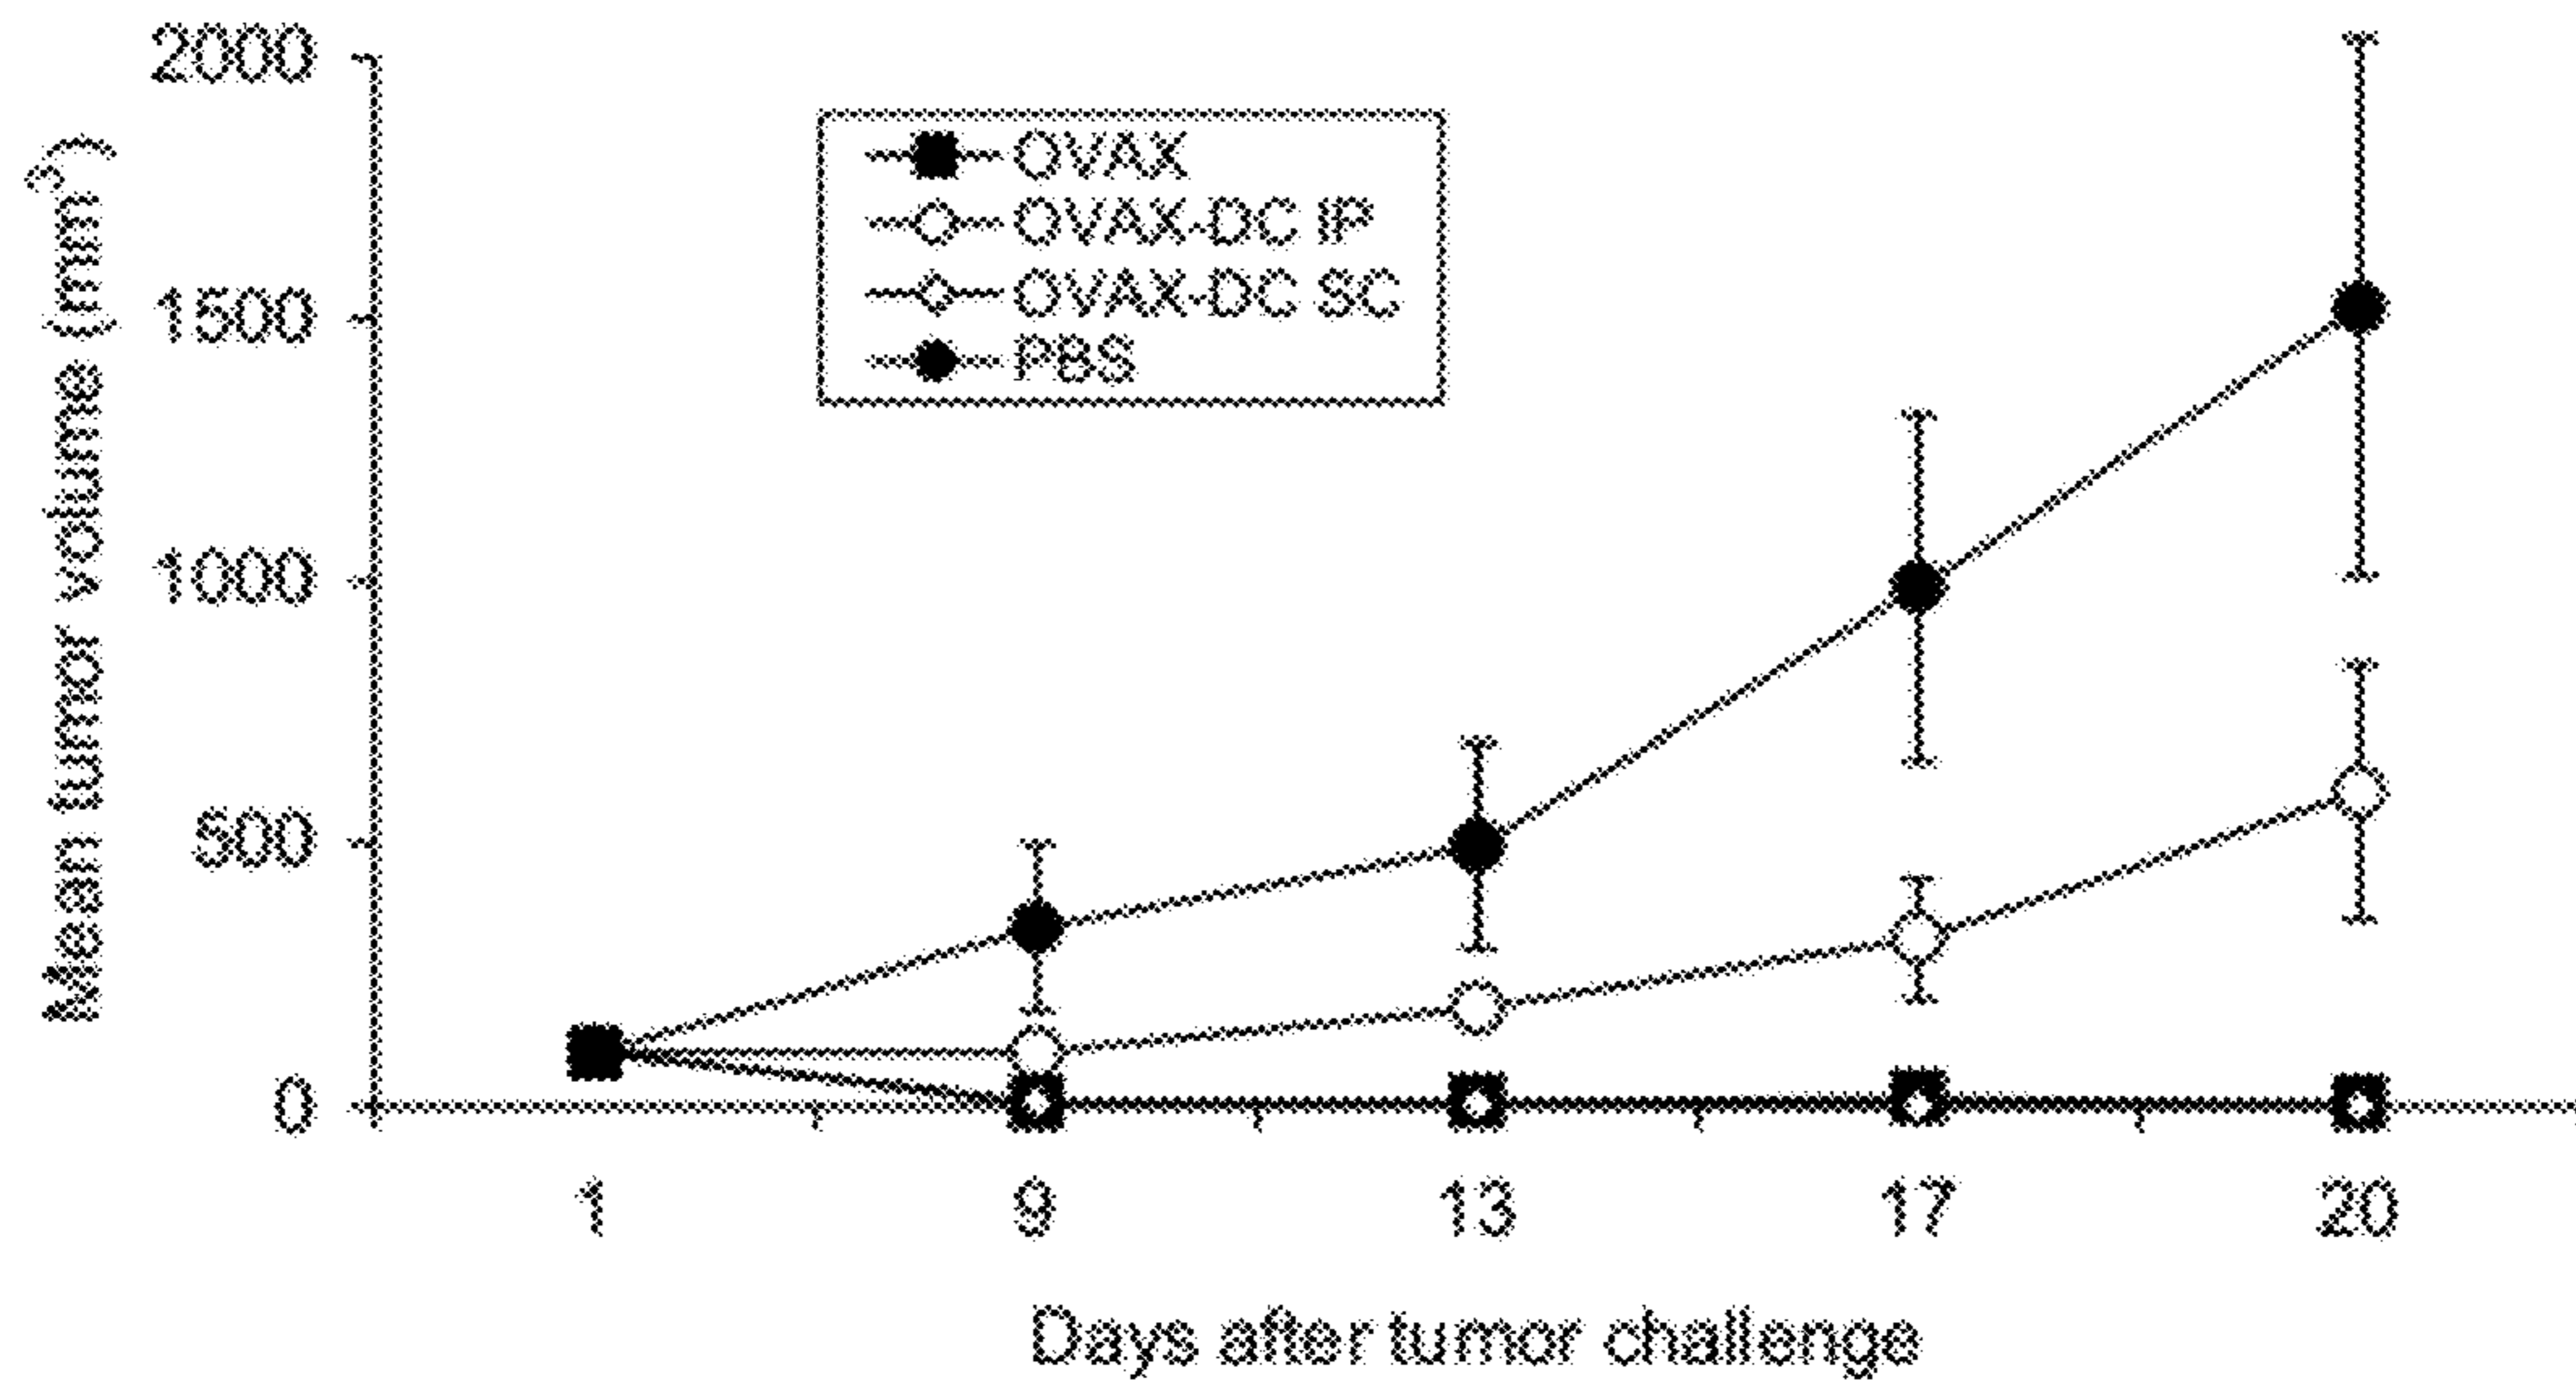 Mean tumor volume (mm³)
2000
1500
1000
500
0
OVAX
OVAX-DC IP
OVAX-DC SC
PBS
1 9 13 17 20
Days after tumor challenge